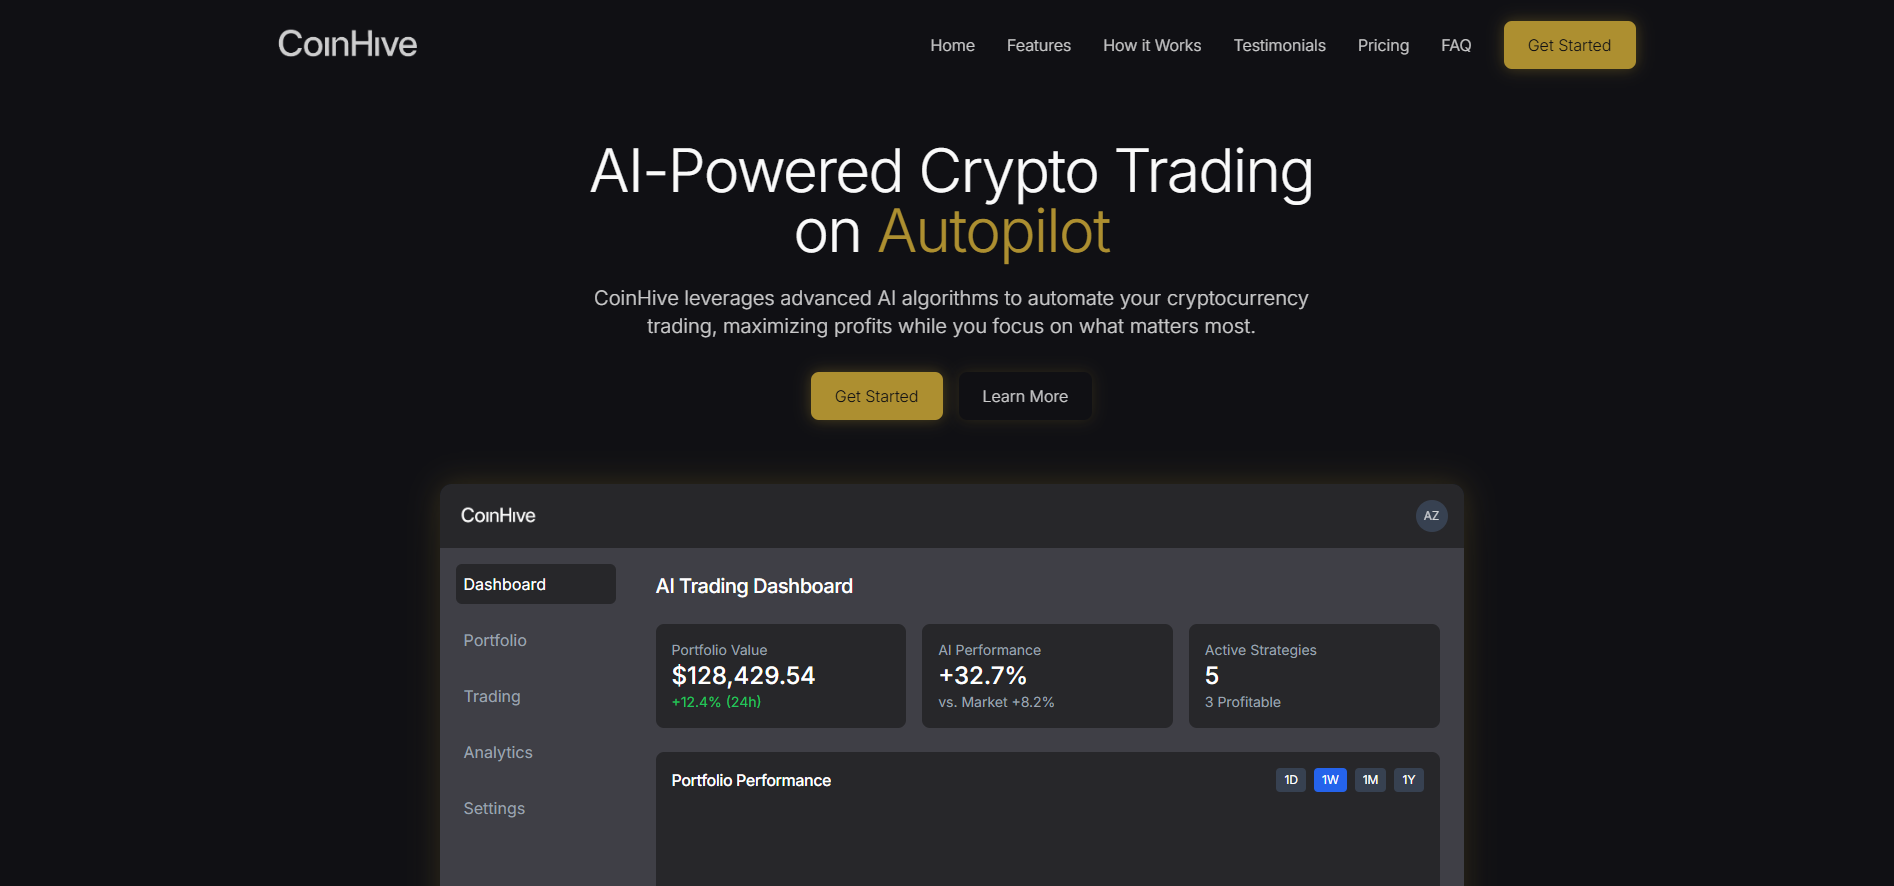 CoinHive
Home Features How it Works Testimonials Pricing FAQ Get Started
AI-Powered Crypto Trading
on Autopilot
CoinHive leverages advanced AI algorithms to automate your cryptocurrency
trading, maximizing profits while you focus on what matters most.
Get Started Learn More
CoinHive AZ
Dashboard
Portfolio
Trading
Analytics
Settings
AI Trading Dashboard
Portfolio Value
$128,429.54
+12.4% (24h)
AI Performance
+32.7%
vs. Market +8.2%
Active Strategies
5
3 Profitable
Portfolio Performance 1D 1W 1M 1Y